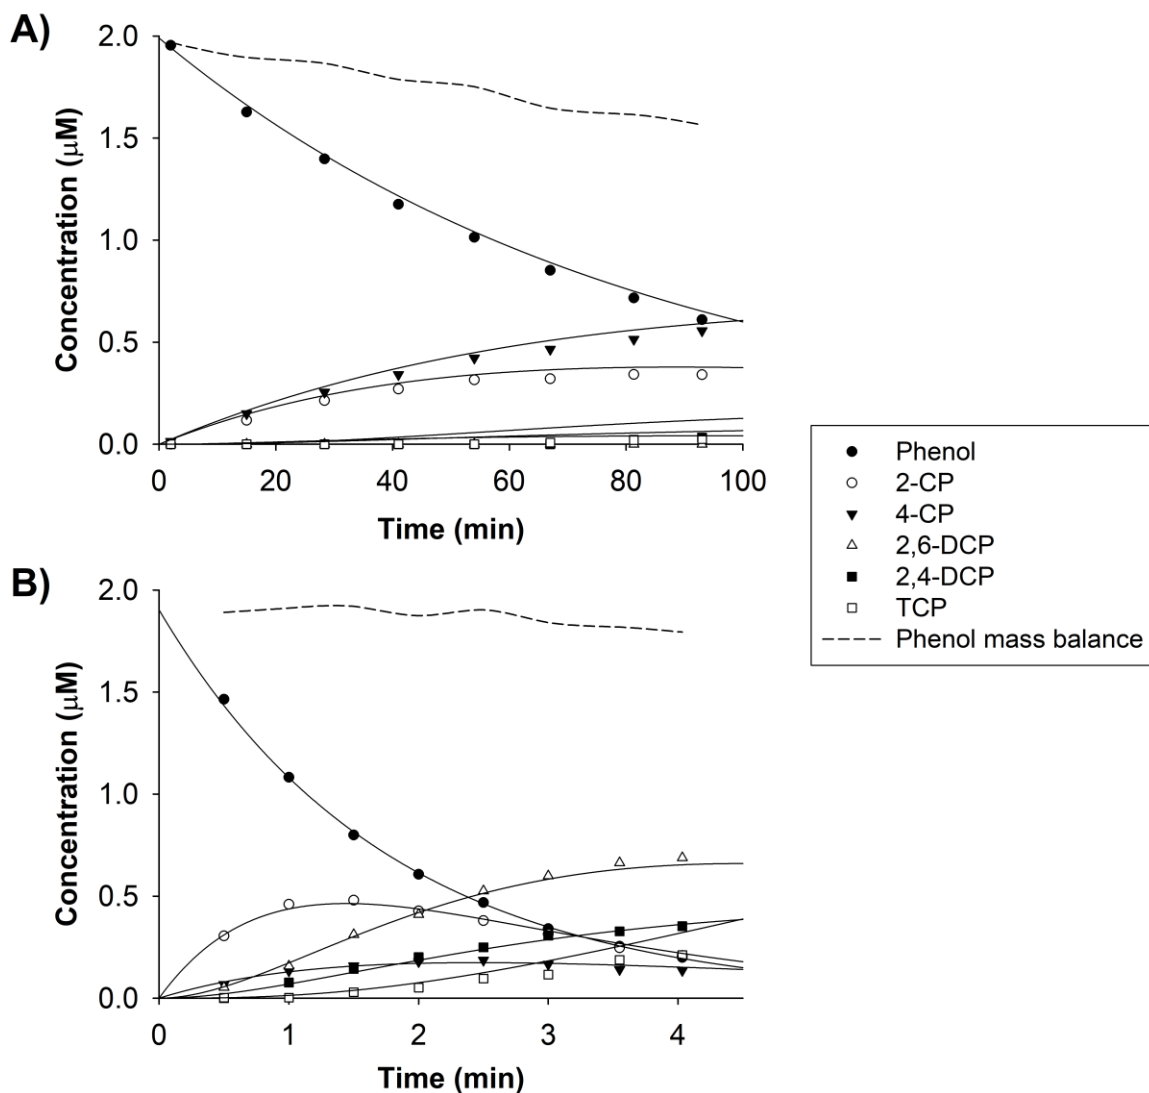 A)
2.0
1.5
1.0
0.5
0.0
Concentration (μM)
0 20 40 60 80 100
Time (min)
B)
2.0
1.5
1.0
0.5
0.0
Concentration (μM)
0 1 2 3 4
Time (min)
Phenol
2-CP
4-CP
2,6-DCP
2,4-DCP
TCP
Phenol mass balance